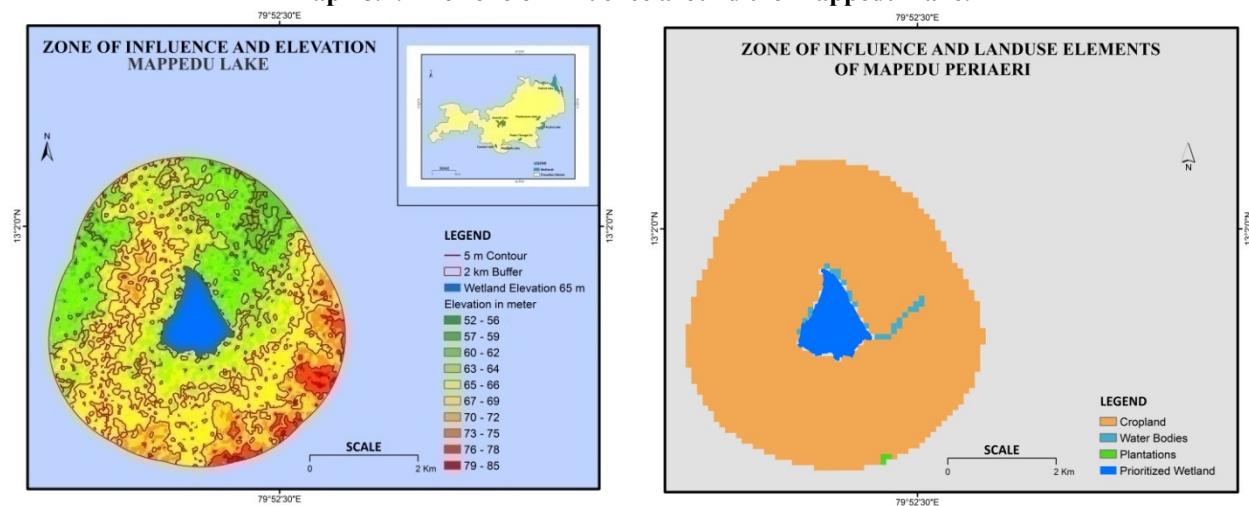 79°52'30"E
79°52'30"E
ZONE OF INFLUENCE AND ELEVATION
MAPPEDU LAKE
N
13°2'0"N
13°2'0"N
LEGEND
5 m Contour
2 km Buffer
Wetland Elevation 65 m
Elevation in meter
52 - 56
57 - 59
60 - 62
63 - 64
65 - 66
67 - 69
70 - 72
73 - 75
76 - 78
79 - 85
SCALE
0 2 Km
79°52'30"E
ZONE OF INFLUENCE AND LANDUSE ELEMENTS
OF MAPEDU PERIAERI
N
13°2'0"N
13°2'0"N
LEGEND
Cropland
Water Bodies
Plantations
Prioritized Wetland
SCALE
0 2 Km
79°52'30"E